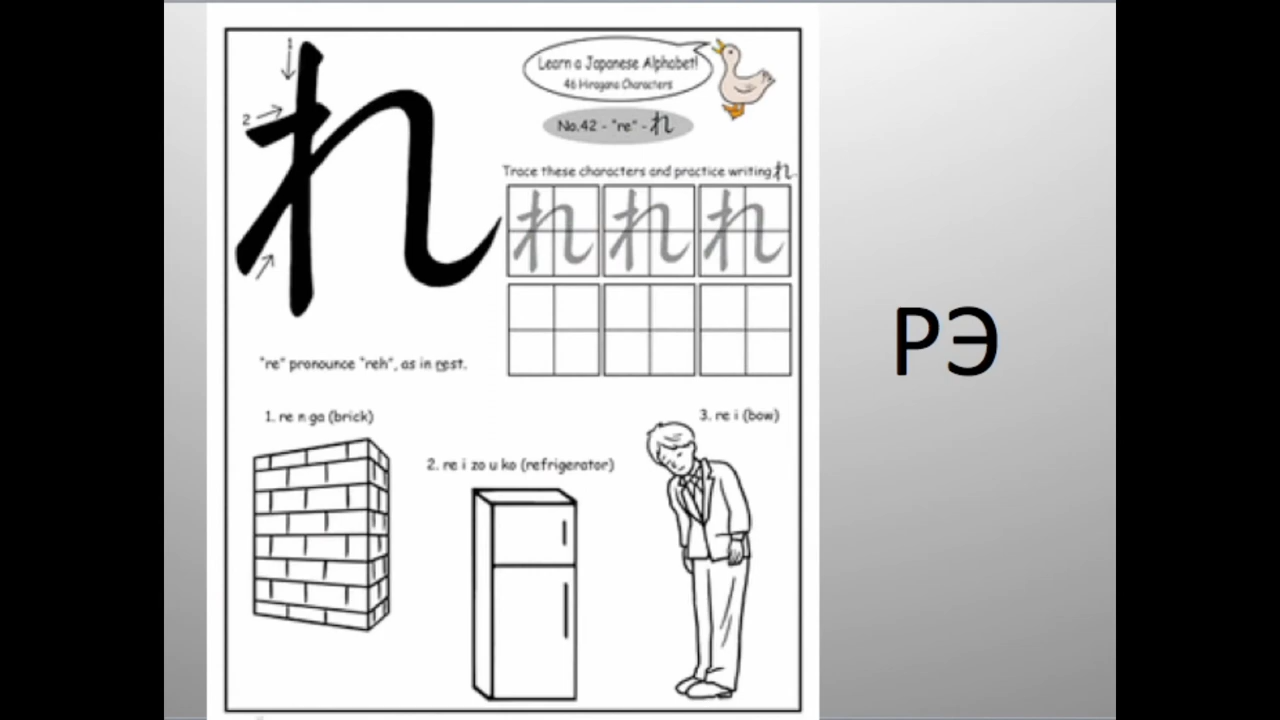 れ
1
2
Learn a Japanese Alphabet!
46 Hiragana Characters
No.42 - "re" - れ
Trace these characters and practice writing れ.
れ れ れ
"re" pronounce "reh", as in rest.
1. re n ga (brick)
2. re i zo u ko (refrigerator)
3. re i (bow)
РЭ